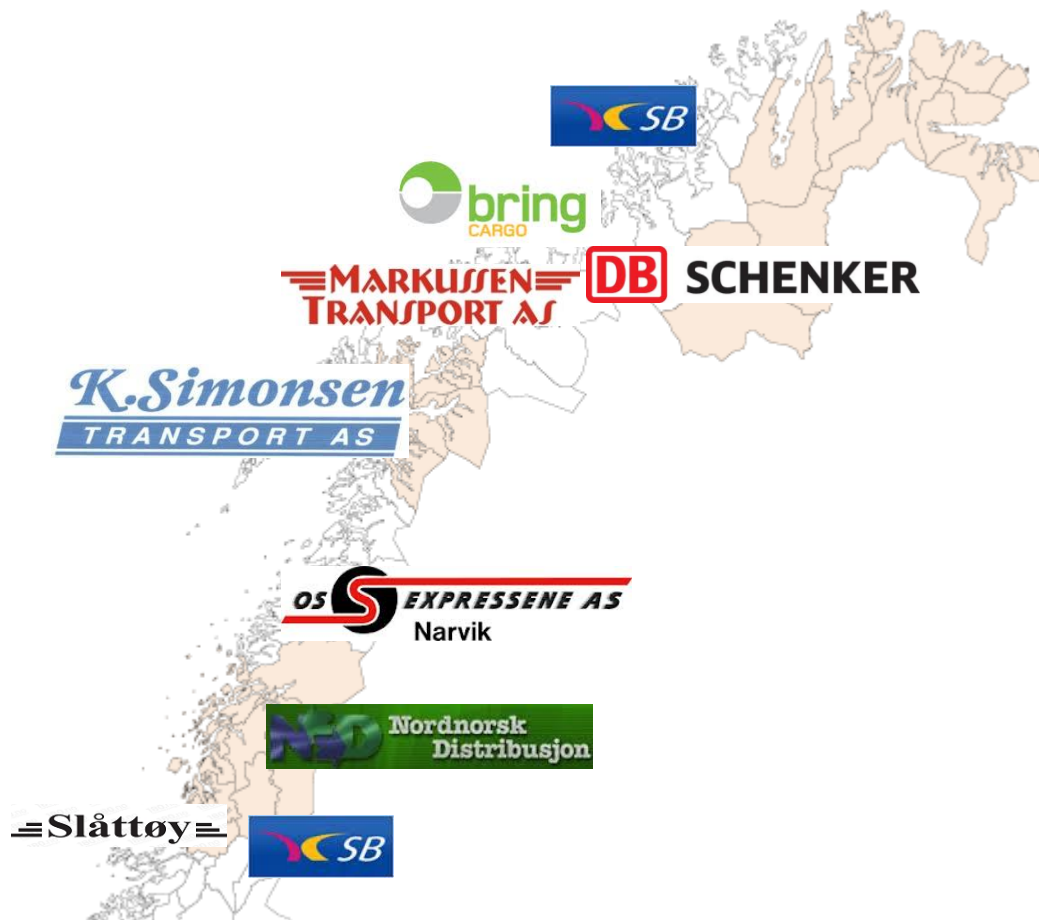 SB
bring
CARGO
DB SCHENKER
MARKUSSEN
TRANSPORT AS
K.Simonsen
TRANSPORT AS
OS EXPRESSENE AS
Narvik
NTD Nordnorsk
Distribusjon
Slåttøy
SB